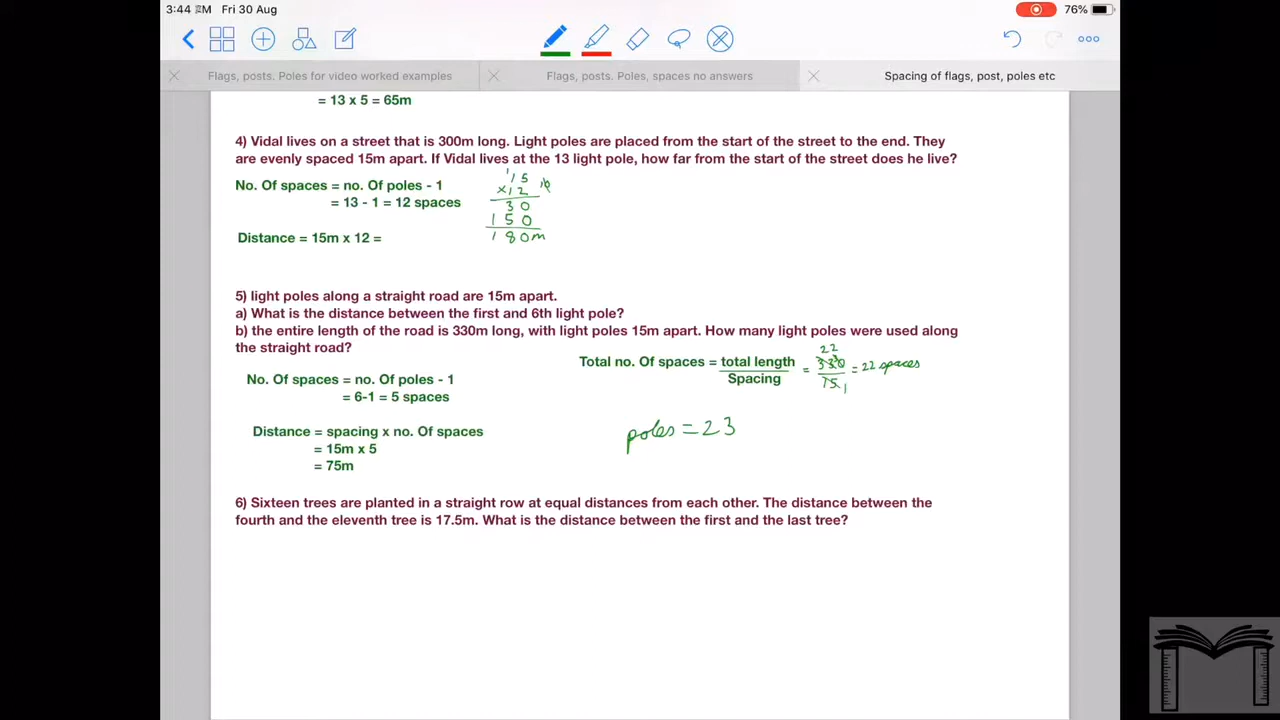 3:44 PM Fri 30 Aug
76%
Flags, posts. Poles for video worked examples
Flags, posts. Poles, spaces no answers
Spacing of flags, post, poles etc
= 13 x 5 = 65m
4) Vidal lives on a street that is 300m long. Light poles are placed from the start of the street to the end. They
are evenly spaced 15m apart. If Vidal lives at the 13 light pole, how far from the start of the street does he live?
No. Of spaces = no. Of poles - 1
= 13 - 1 = 12 spaces
Distance = 15m x 12 =
1
15
x12
30
150
180m
5) light poles along a straight road are 15m apart.
a) What is the distance between the first and 6th light pole?
b) the entire length of the road is 330m long, with light poles 15m apart. How many light poles were used along
the straight road?
Total no. Of spaces = total length
Spacing
22
= 330 = 22 spaces
15 1
No. Of spaces = no. Of poles - 1
= 6-1 = 5 spaces
Distance = spacing x no. Of spaces
= 15m x 5
= 75m
poles = 23
6) Sixteen trees are planted in a straight row at equal distances from each other. The distance between the
fourth and the eleventh tree is 17.5m. What is the distance between the first and the last tree?